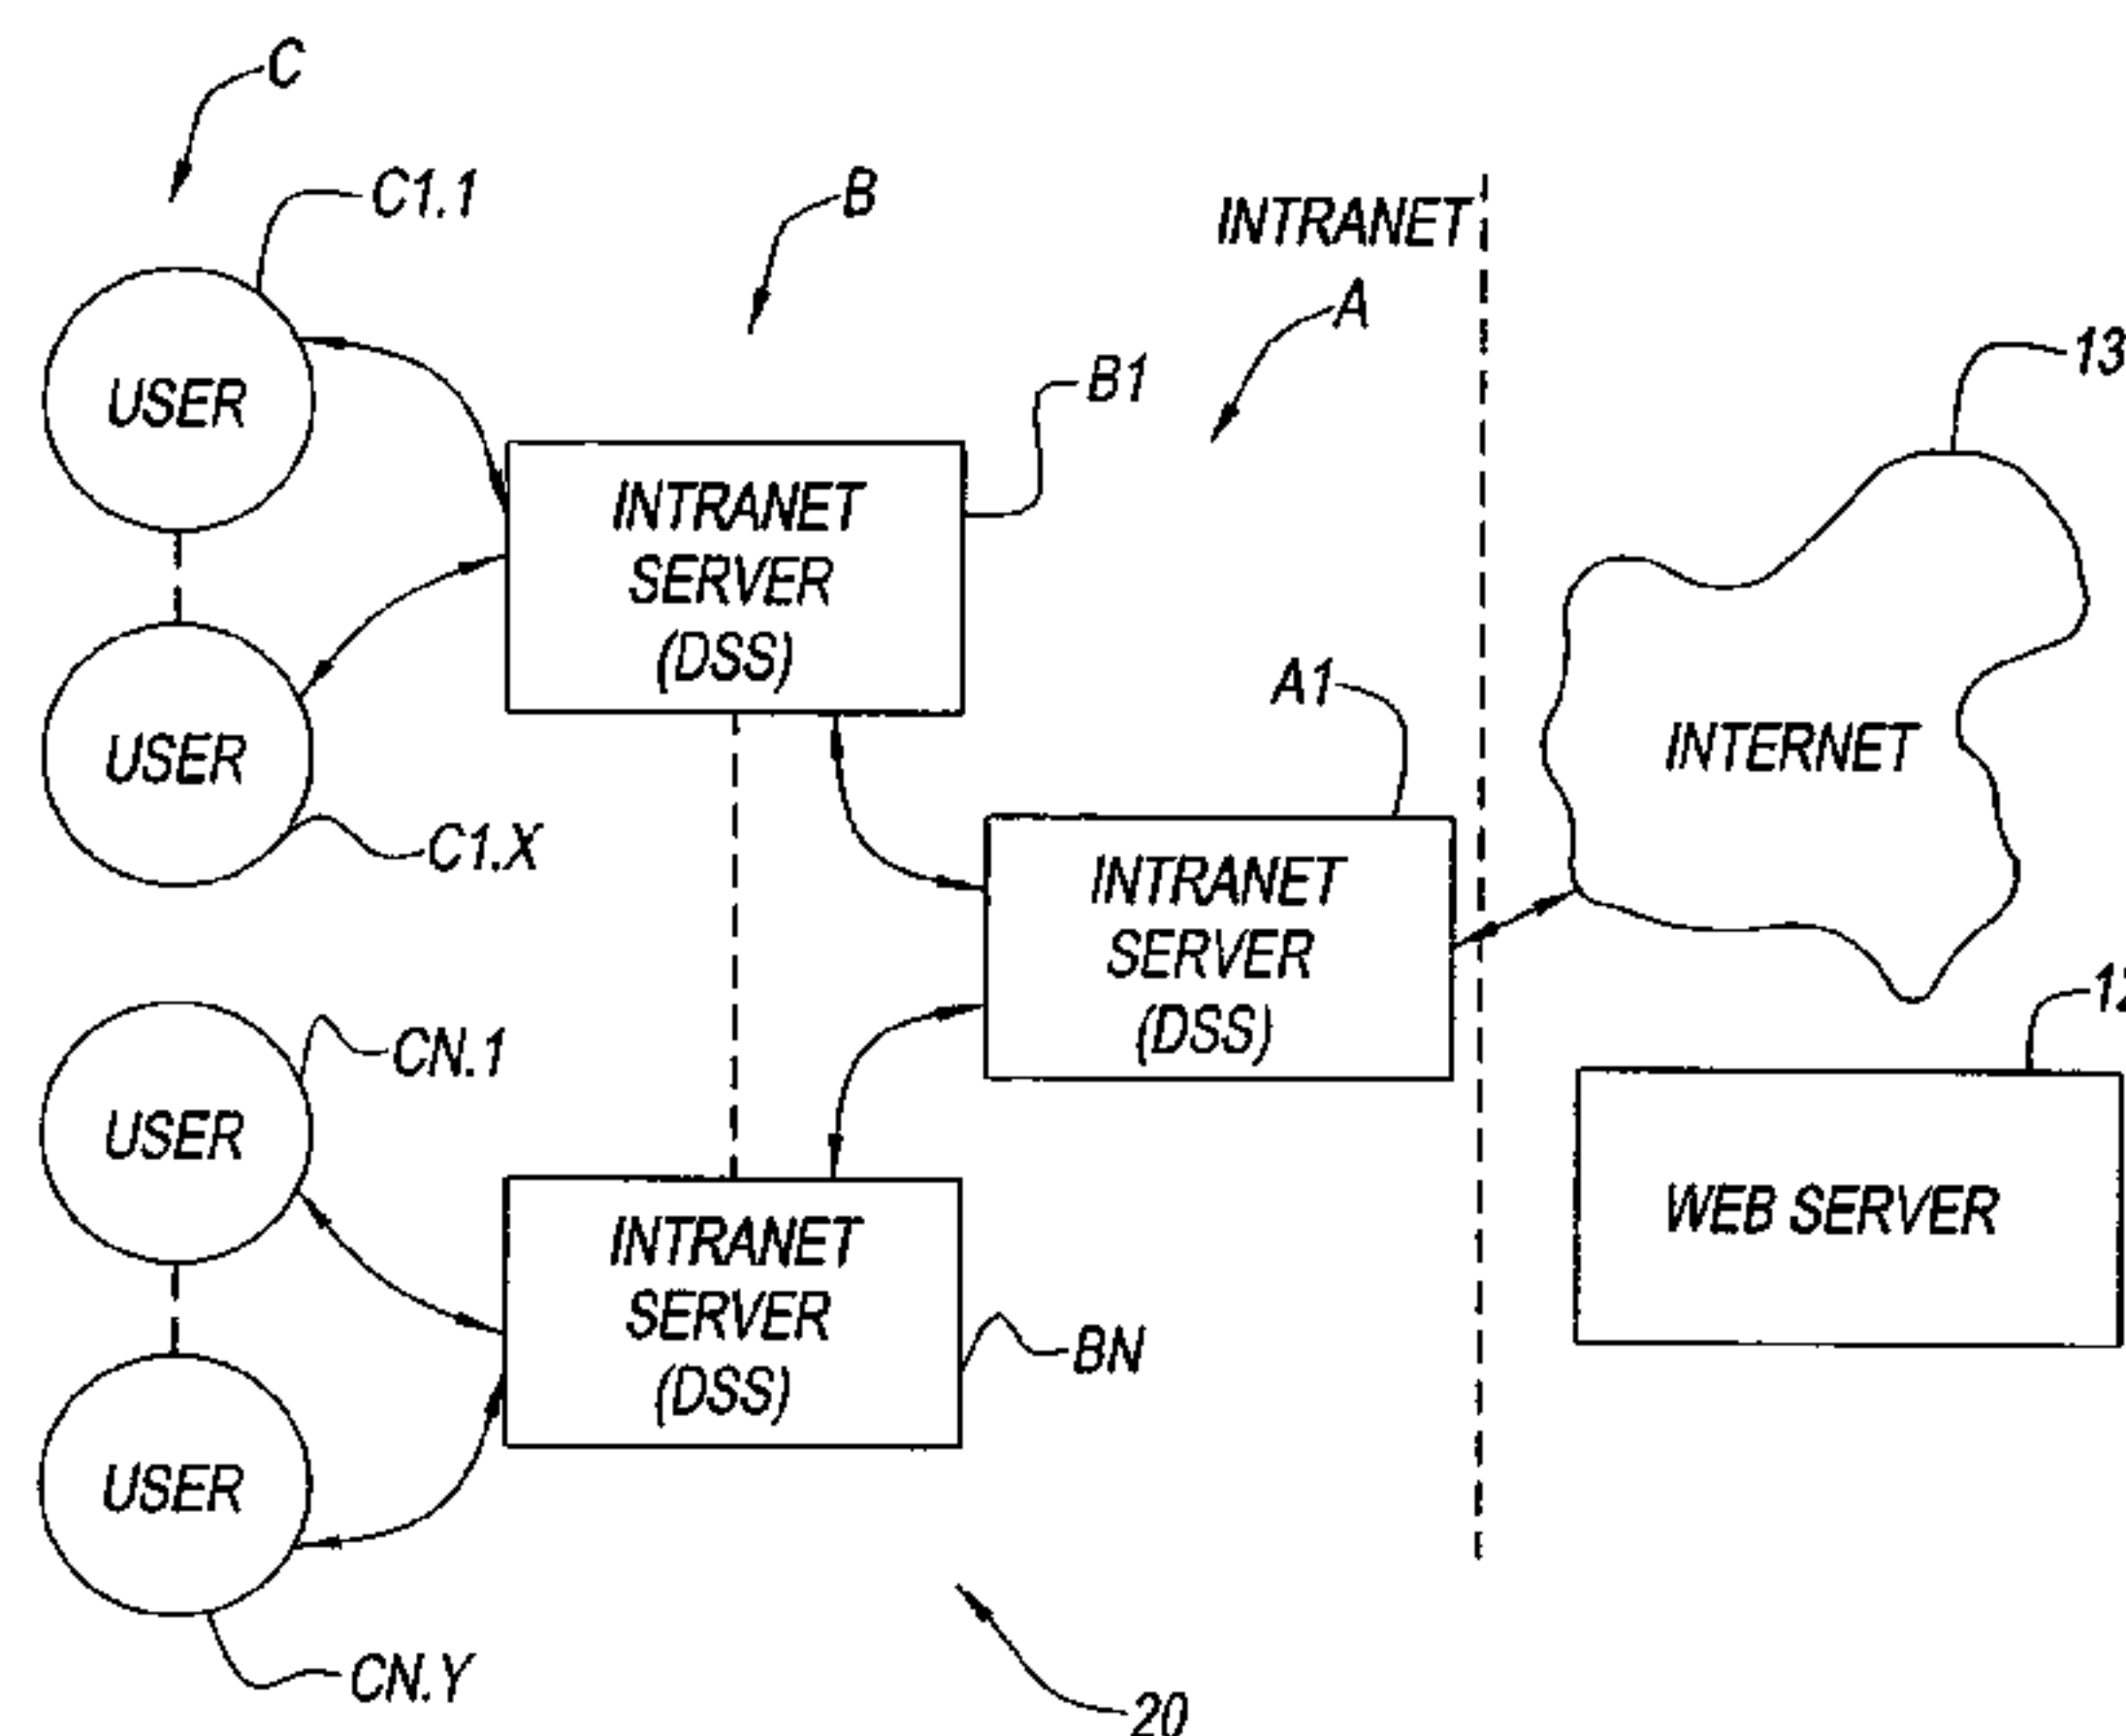 C
C1.1
B
INTRANET
A
13
B1
USER
INTRANET
SERVER
(DSS)
A1
USER
INTERNET
C1.X
INTRANET
SERVER
(DSS)
12
CN.1
USER
WEB SERVER
INTRANET
SERVER
(DSS)
BN
USER
CN.Y
20